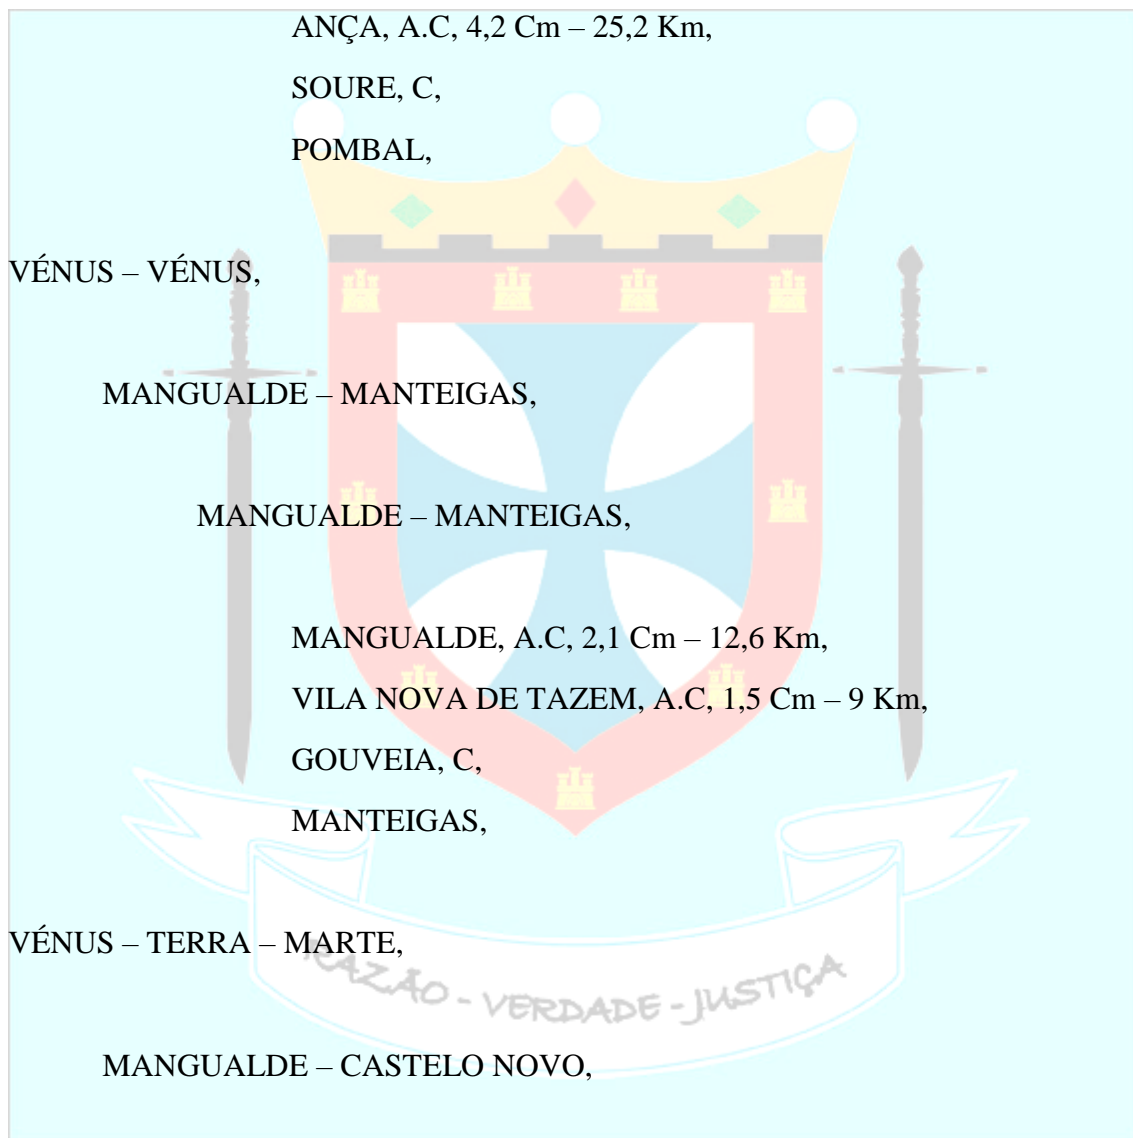 ANÇA, A.C, 4,2 Cm – 25,2 Km,
SOURE, C,
POMBAL,
VÉNUS – VÉNUS,
MANGUALDE – MANTEIGAS,
MANGUALDE – MANTEIGAS,
MANGUALDE, A.C, 2,1 Cm – 12,6 Km,
VILA NOVA DE TAZEM, A.C, 1,5 Cm – 9 Km,
GOUVEIA, C,
MANTEIGAS,
VÉNUS – TERRA – MARTE,
RAZÃO - VERDADE - JUSTIÇA
MANGUALDE – CASTELO NOVO,